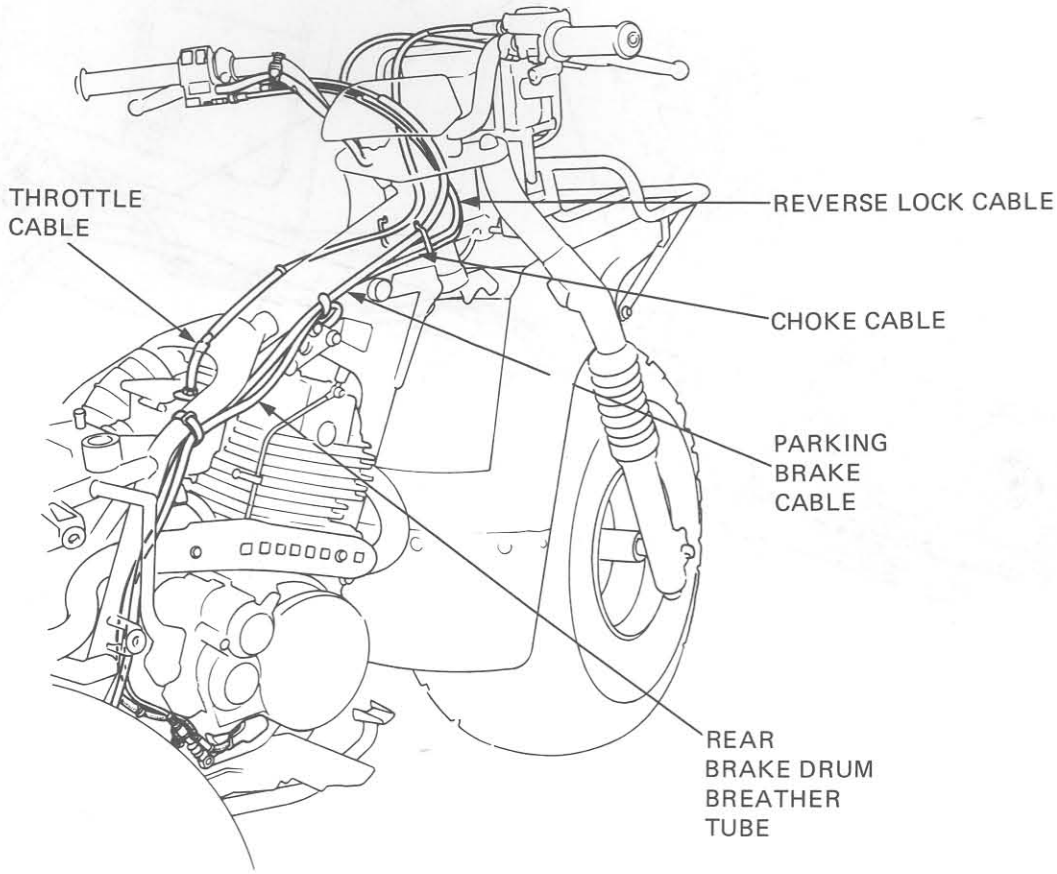 THROTTLE
CABLE
REVERSE LOCK CABLE
CHOKE CABLE
PARKING
BRAKE
CABLE
REAR
BRAKE DRUM
BREATHER
TUBE